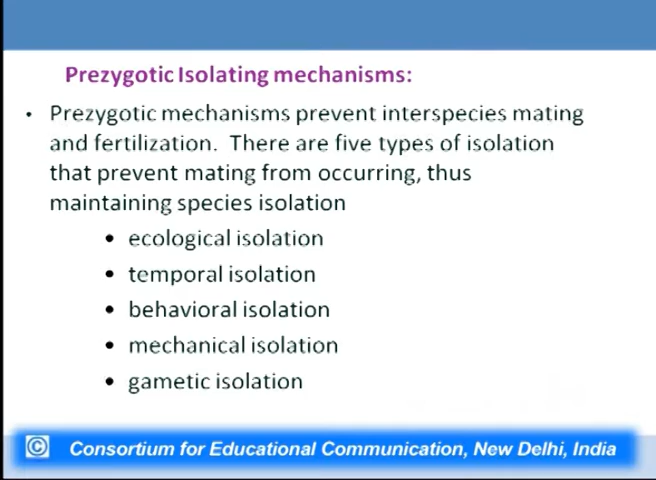 Prezygotic Isolating mechanisms:
• Prezygotic mechanisms prevent interspecies mating
and fertilization. There are five types of isolation
that prevent mating from occurring, thus
maintaining species isolation
• ecological isolation
• temporal isolation
• behavioral isolation
• mechanical isolation
• gametic isolation
© Consortium for Educational Communication, New Delhi, India